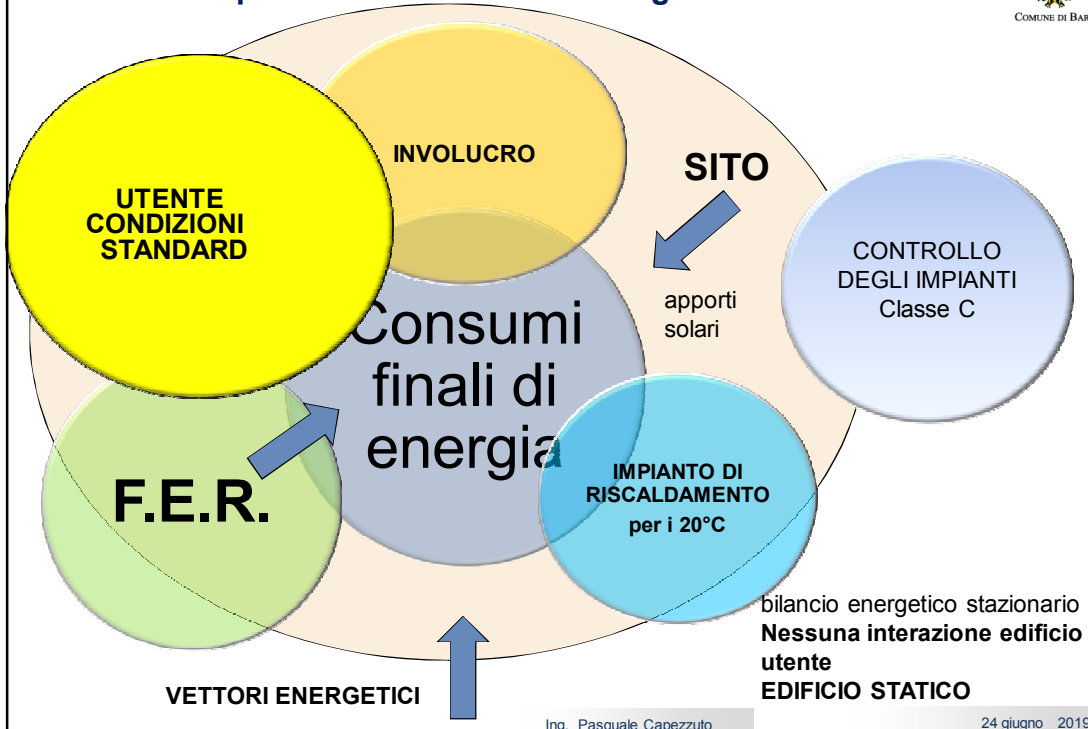 COMUNE DI BAR
INVOLUCRO
SITO
UTENTE
CONDIZIONI
STANDARD
CONTROLLO
DEGLI IMPIANTI
Classe C
apporti
solari
Consumi
finali di
energia
F.E.R.
IMPIANTO DI
RISCALDAMENTO
per i 20°C
bilancio energetico stazionario
Nessuna interazione edificio
utente
EDIFICIO STATICO
VETTORI ENERGETICI
Ing. Pasquale Capezzuto
24 giugno 2019